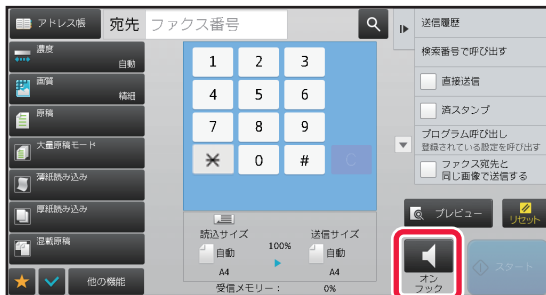 アドレス帳
宛先 ファクス番号
濃度
自動
画質
精細
原稿
大量原稿モード
薄紙読み込み
厚紙読み込み
混載原稿
他の機能
1 2 3
4 5 6
7 8 9
＊ 0 # C
読込サイズ
自動
A4
100%
送信サイズ
自動
A4
受信メモリー： 0%
送信履歴
検索番号で呼び出す
直接送信
済スタンプ
プログラム呼び出し
登録されている設定を呼び出す
ファクス宛先と
同じ画像で送信する
プレビュー
リセット
オン
フック
スタート